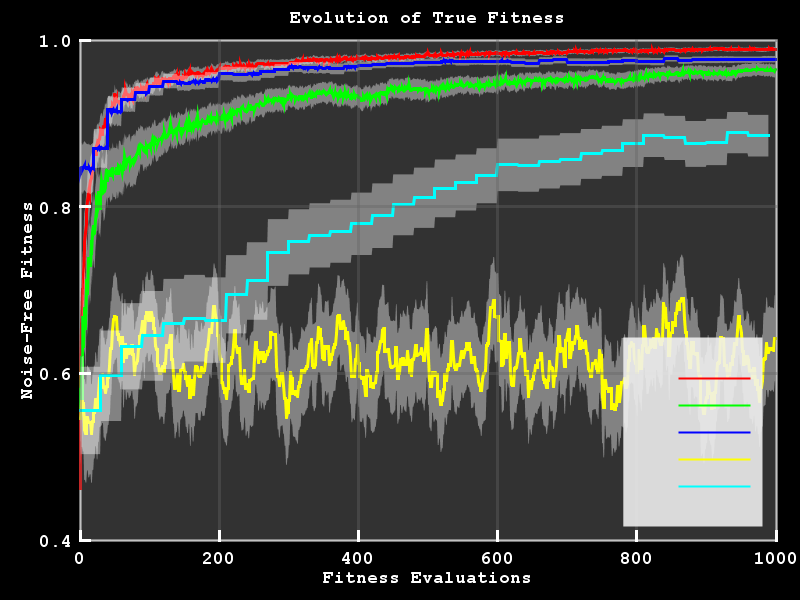 Evolution of True Fitness
1.0
0.8
0.6
0.4
Noise-Free Fitness
0 200 400 600 800 1000
Fitness Evaluations